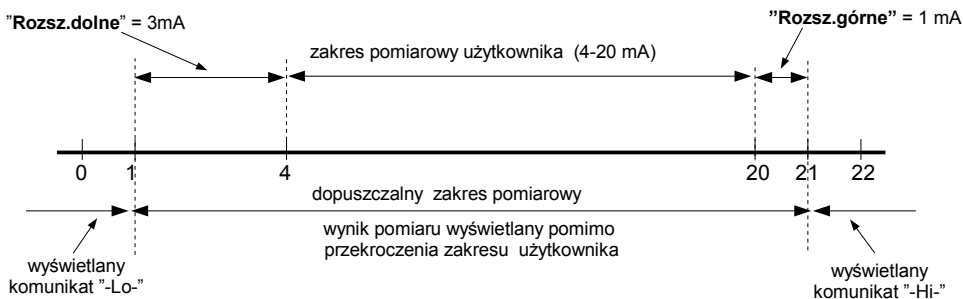 "Rozsz.dolne" = 3mA
"Rozsz.górne" = 1 mA
zakres pomiarowy użytkownika (4-20 mA)
0 1 4 20 21 22
dopuszczalny zakres pomiarowy
wynik pomiaru wyświetlany pomimo
przekroczenia zakresu użytkownika
wyświetlany
komunikat "-Lo-"
wyświetlany
komunikat "-Hi-"